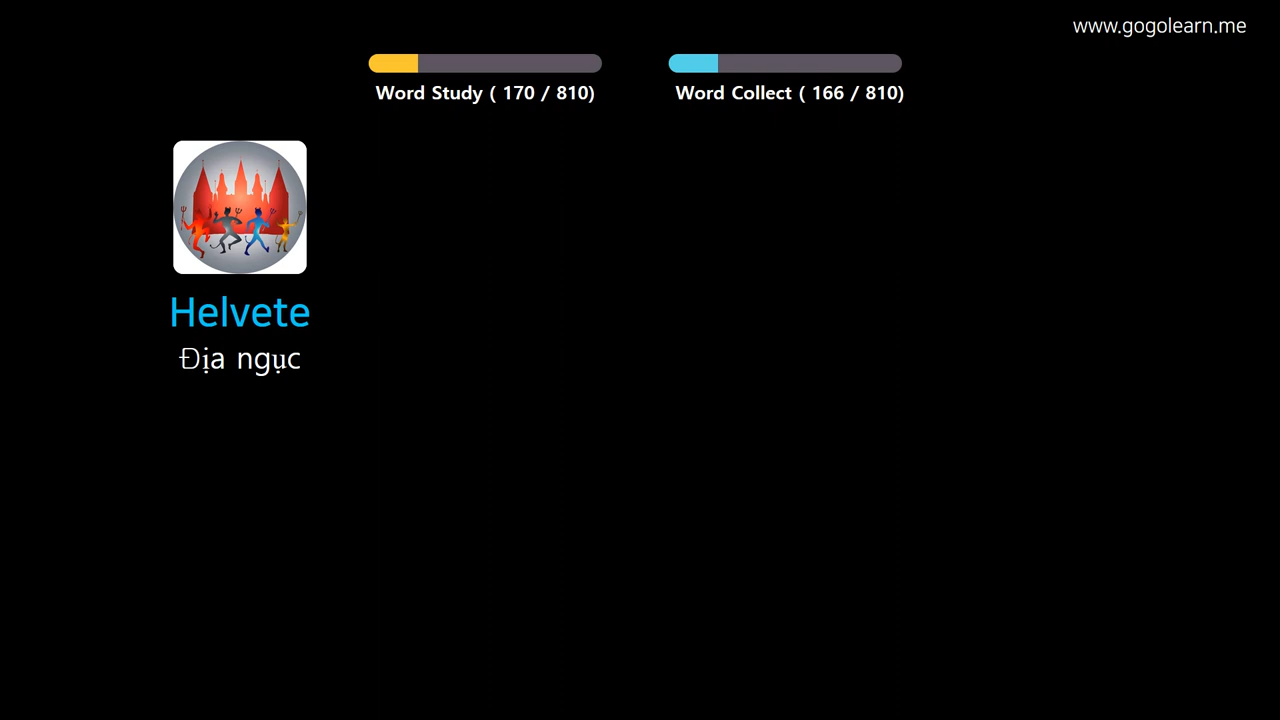 www.gogolearn.me
Word Study ( 170 / 810)
Word Collect ( 166 / 810)
Helvete
Địa ngục